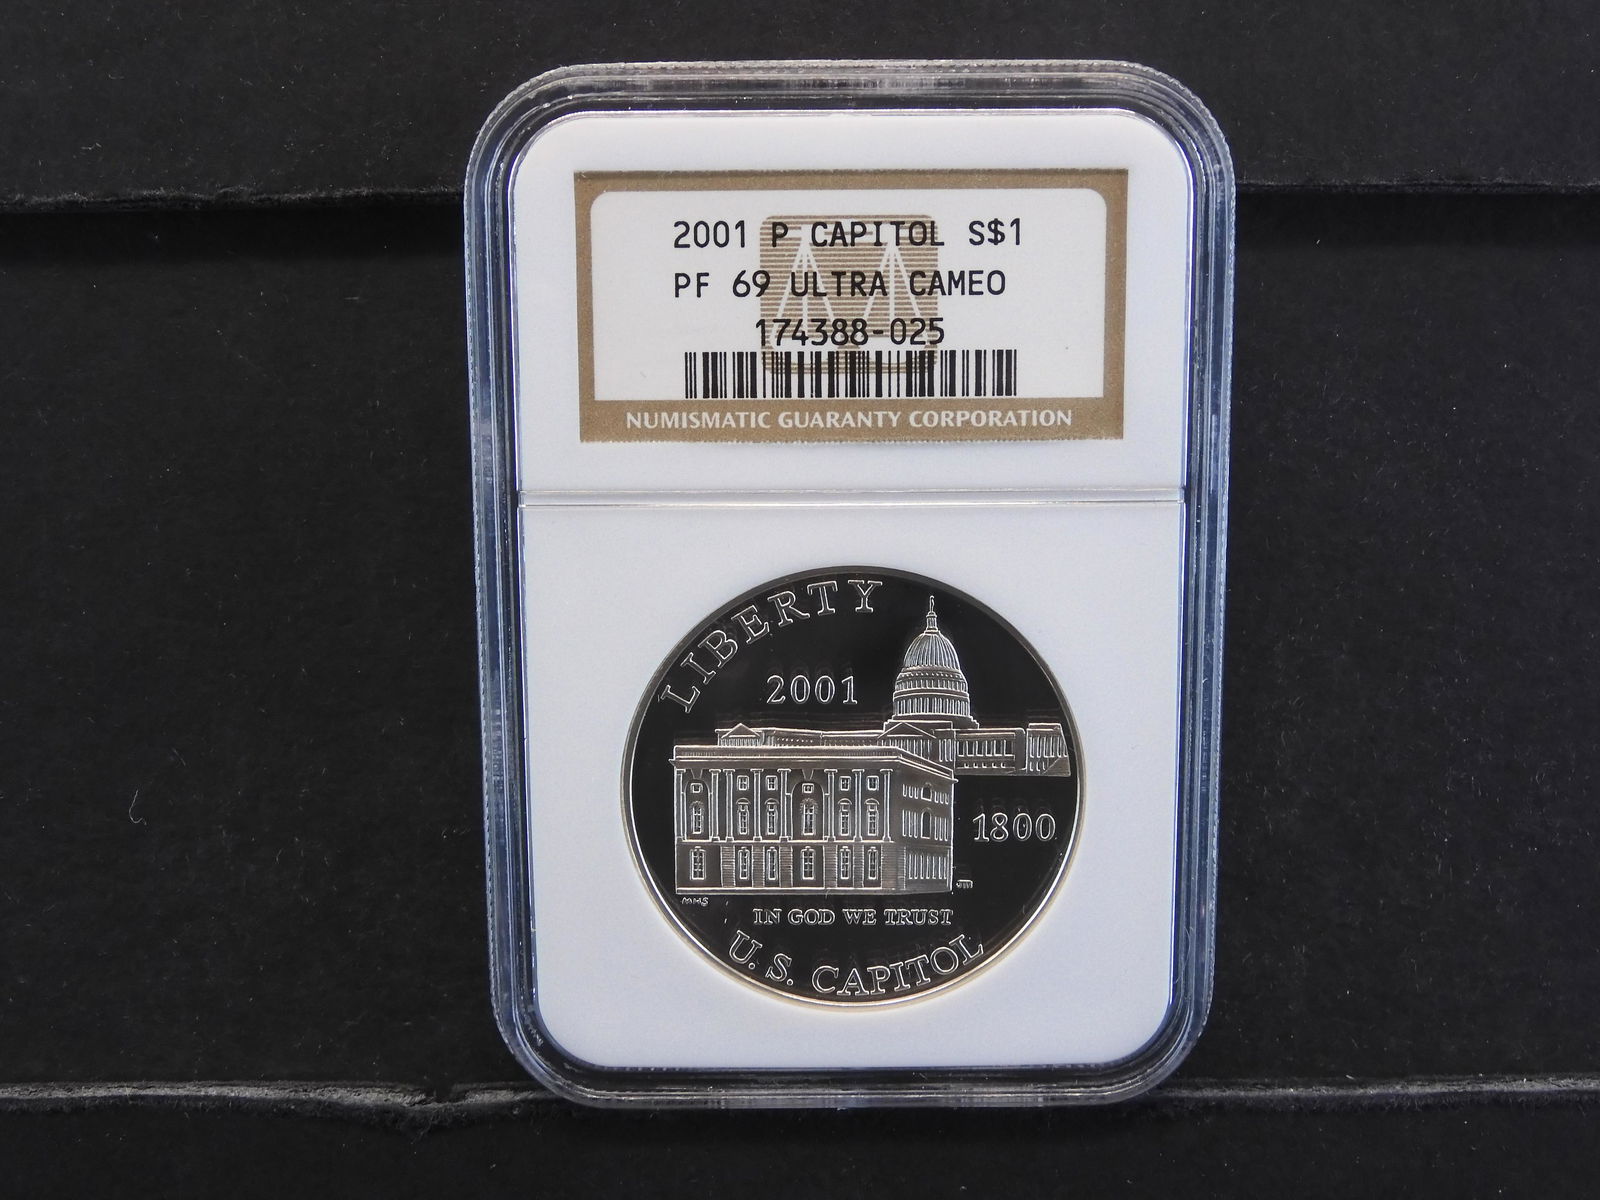 2001 P CAPITOL S$1
PF 69 ULTRA CAMEO
174388-025
NUMISMATIC GUARANTY CORPORATION
LIBERTY
2001
1800
MMS
IN GOD WE TRUST
U.S. CAPITOL